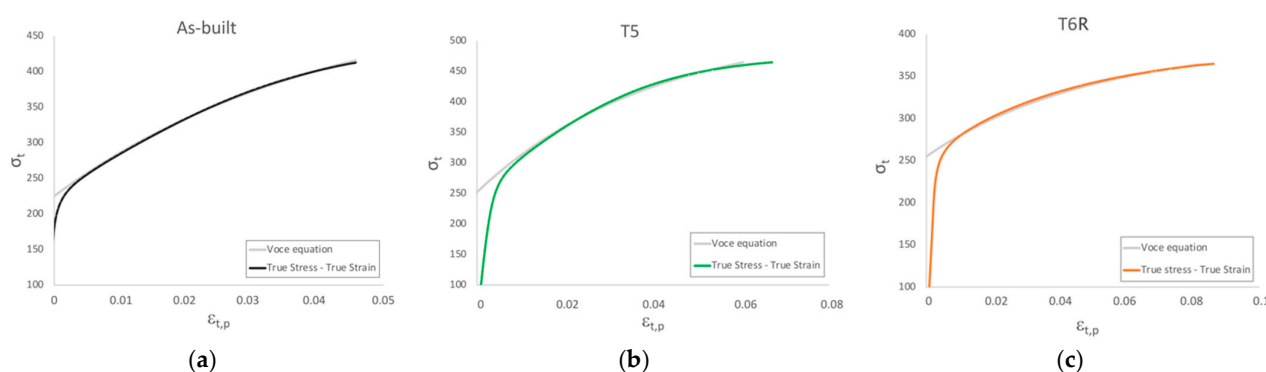 As-built
450
400
350
300
250
200
150
100
σt
0
0.01
0.02
0.03
0.04
0.05
εt,p
Voce equation
True Stress - True Strain
(a)
T5
500
450
400
350
300
250
200
150
100
σt
0
0.02
0.04
0.06
0.08
εt,p
Voce equation
True Stress - True Strain
(b)
T6R
400
350
300
250
200
150
100
σt
0
0.02
0.04
0.06
0.08
0.1
εt,p
Voce equation
True stress - True Strain
(c)